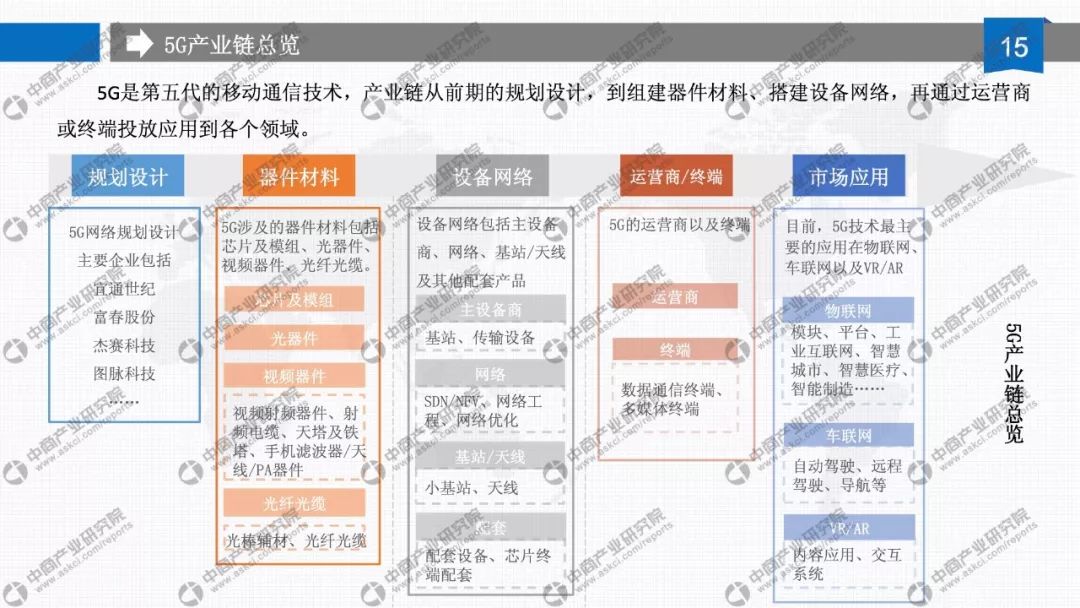 5G产业链总览
15
5G是第五代的移动通信技术，产业链从前期的规划设计，到组建器件材料、搭建设备网络，再通过运营商
或终端投放应用到各个领域。
规划设计
5G网络规划设计
主要企业包括
宜通世纪
富春股份
杰赛科技
图脉科技
……
器件材料
5G涉及的器件材料包括
芯片及模组、光器件、
视频器件、光纤光缆。
芯片及模组
光器件
视频器件
视频射频器件、射
频电缆、天塔及铁
塔、手机滤波器/天
线/PA器件
光纤光缆
光棒辅材、光纤光缆
设备网络
设备网络包括主设备
商、网络、基站/天线
及其他配套产品
主设备商
基站、传输设备
网络
SDN/NFV、网络工
程、网络优化
基站/天线
小基站、天线
配套
配套设备、芯片终
端配套
运营商/终端
5G的运营商以及终端
运营商
终端
数据通信终端、
多媒体终端
市场应用
目前，5G技术最主
要的应用在物联网、
车联网以及VR/AR
物联网
模块、平台、工
业互联网、智慧
城市、智慧医疗、
智能制造……
车联网
自动驾驶、远程
驾驶、导航等
VR/AR
内容应用、交互
系统
5G产业链总览
中商产业研究院
www.askci.com/reports